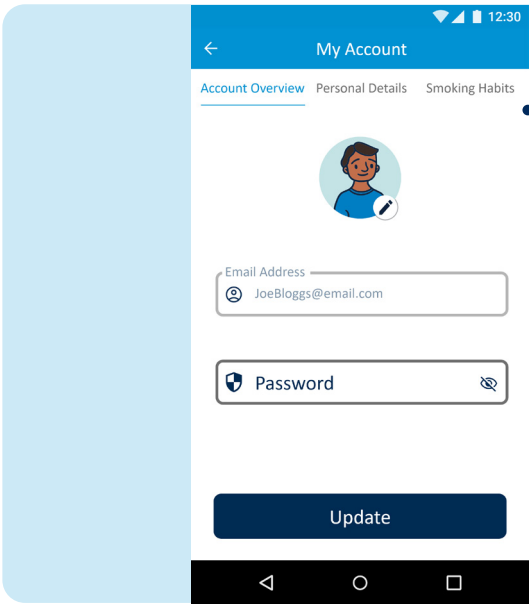 12:30
My Account
Account Overview Personal Details Smoking Habits
Email Address
JoeBloggs@email.com
Password
Update